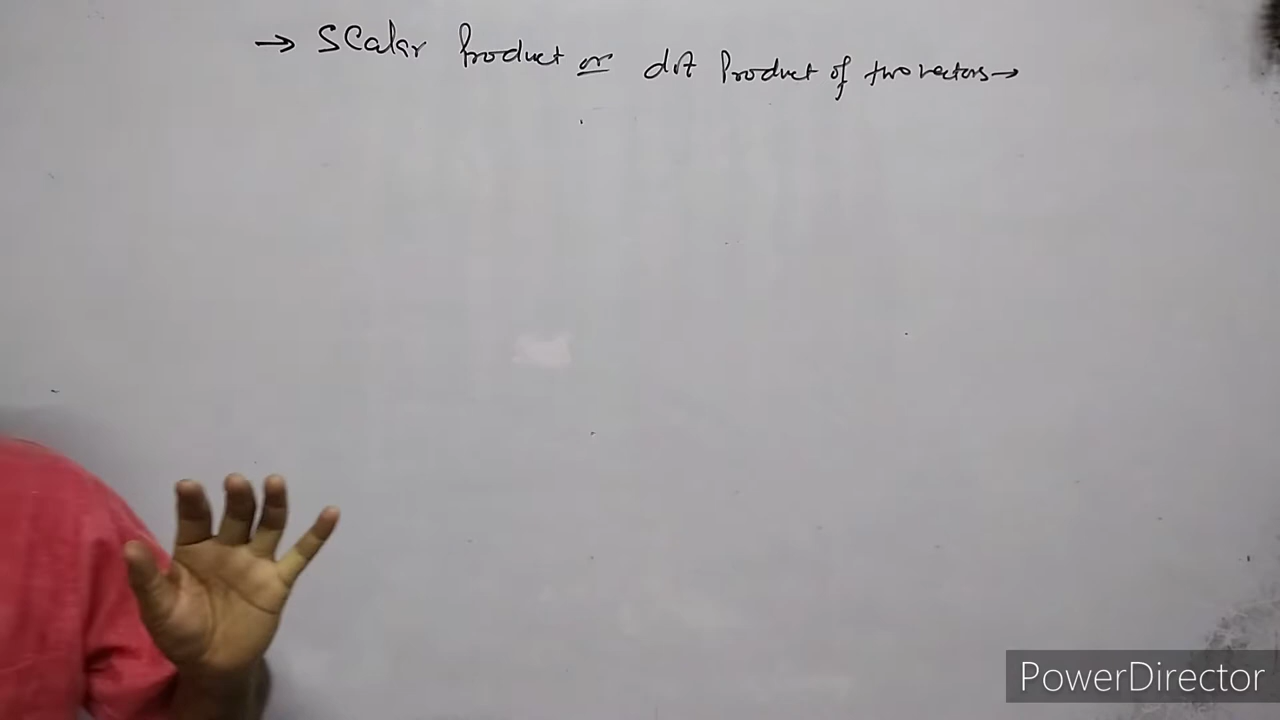 → Scalar Product or dot Product of two vectors →
PowerDirector